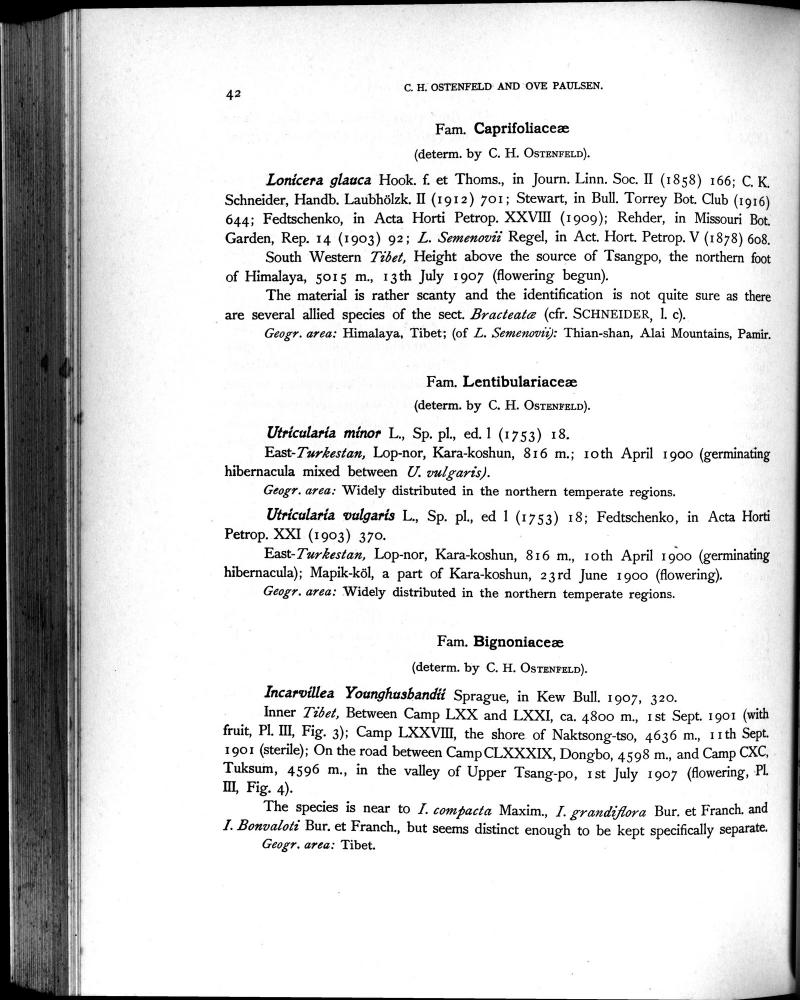 42
C. H. OSTENFELD AND OVE PAULSEN.
Fam. Caprifoliaceæ
(determ. by C. H. OSTENFELD).
Lonicera glauca Hook. f. et Thoms., in Journ. Linn. Soc. II (1858) 166; C. K.
Schneider, Handb. Laubhölzk. II (1912) 701; Stewart, in Bull. Torrey Bot. Club (1916)
644; Fedtschenko, in Acta Horti Petrop. XXVIII (1909); Rehder, in Missouri Bot.
Garden, Rep. 14 (1903) 92; L. Semenovii Regel, in Act. Hort. Petrop. V (1878) 608.
South Western Tibet, Height above the source of Tsangpo, the northern foot
of Himalaya, 5015 m., 13th July 1907 (flowering begun).
The material is rather scanty and the identification is not quite sure as there
are several allied species of the sect. Bracteatæ (cfr. SCHNEIDER, l. c).
Geogr. area: Himalaya, Tibet; (of L. Semenovii): Thian-shan, Alai Mountains, Pamir.
Fam. Lentibulariaceæ
(determ. by C. H. OSTENFELD).
Utricularia minor L., Sp. pl., ed. 1 (1753) 18.
East-Turkestan, Lop-nor, Kara-koshun, 816 m.; 10th April 1900 (germinating
hibernacula mixed between U. vulgaris).
Geogr. area: Widely distributed in the northern temperate regions.
Utricularia vulgaris L., Sp. pl., ed 1 (1753) 18; Fedtschenko, in Acta Horti
Petrop. XXI (1903) 370.
East-Turkestan, Lop-nor, Kara-koshun, 816 m., 10th April 1900 (germinating
hibernacula); Mapik-köl, a part of Kara-koshun, 23rd June 1900 (flowering).
Geogr. area: Widely distributed in the northern temperate regions.
Fam. Bignoniaceæ
(determ. by C. H. OSTENFELD).
Incarvillea Younghusbandii Sprague, in Kew Bull. 1907, 320.
Inner Tibet, Between Camp LXX and LXXI, ca. 4800 m., 1st Sept. 1901 (with
fruit, Pl. III, Fig. 3); Camp LXXVIII, the shore of Naktsong-tso, 4636 m., 11th Sept.
1901 (sterile); On the road between Camp CLXXXIX, Dongbo, 4598 m., and Camp CXC,
Tuksum, 4596 m., in the valley of Upper Tsang-po, 1st July 1907 (flowering, Pl.
III, Fig. 4).
The species is near to I. compacta Maxim., I. grandiflora Bur. et Franch. and
I. Bonvaloti Bur. et Franch., but seems distinct enough to be kept specifically separate.
Geogr. area: Tibet.